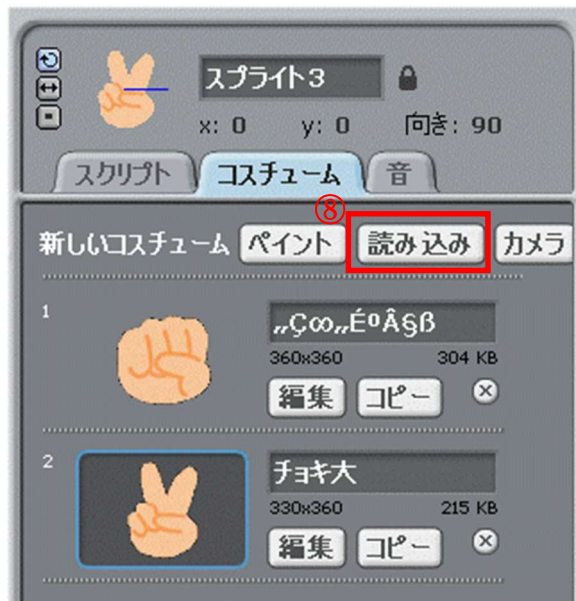 スプライト3
x: 0 y: 0 向き: 90
スクリプト コスチューム 音
⑧
新しいコスチューム ペイント 読み込み カメラ
1
„Ç∞„ÉºÂ§ß
360x360 304 KB
編集 コピー
2
チョキ大
330x360 215 KB
編集 コピー